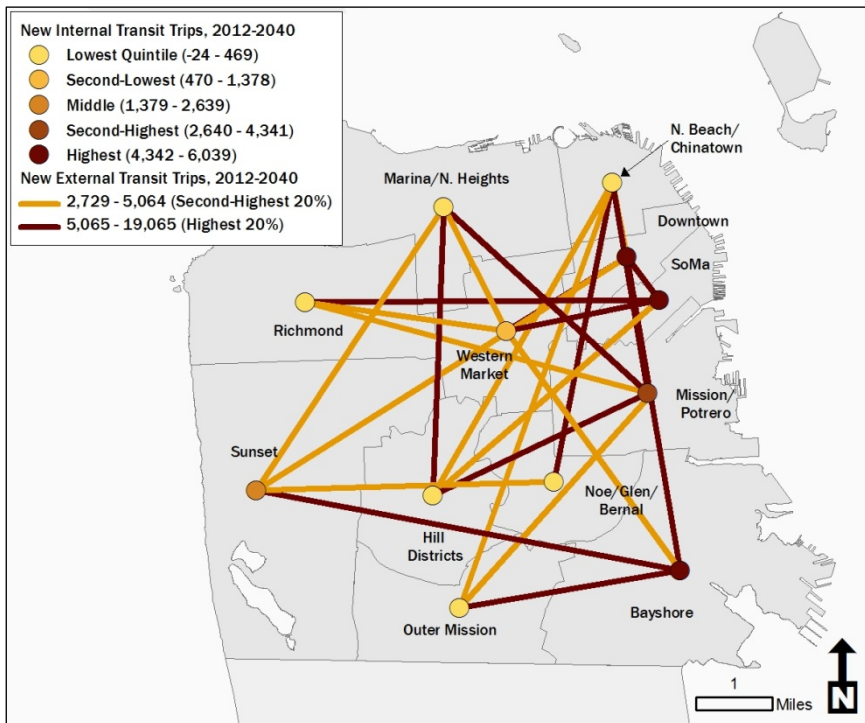 New Internal Transit Trips, 2012-2040
Lowest Quintile (-24 - 469)
Second-Lowest (470 - 1,378)
Middle (1,379 - 2,639)
Second-Highest (2,640 - 4,341)
Highest (4,342 - 6,039)
New External Transit Trips, 2012-2040
2,729 - 5,064 (Second-Highest 20%)
5,065 - 19,065 (Highest 20%)
N. Beach/
Chinatown
Marina/N. Heights
Downtown
SoMa
Richmond
Western
Market
Mission/
Potrero
Sunset
Noe/Glen/
Bernal
Hill
Districts
Bayshore
Outer Mission
1
Miles
N